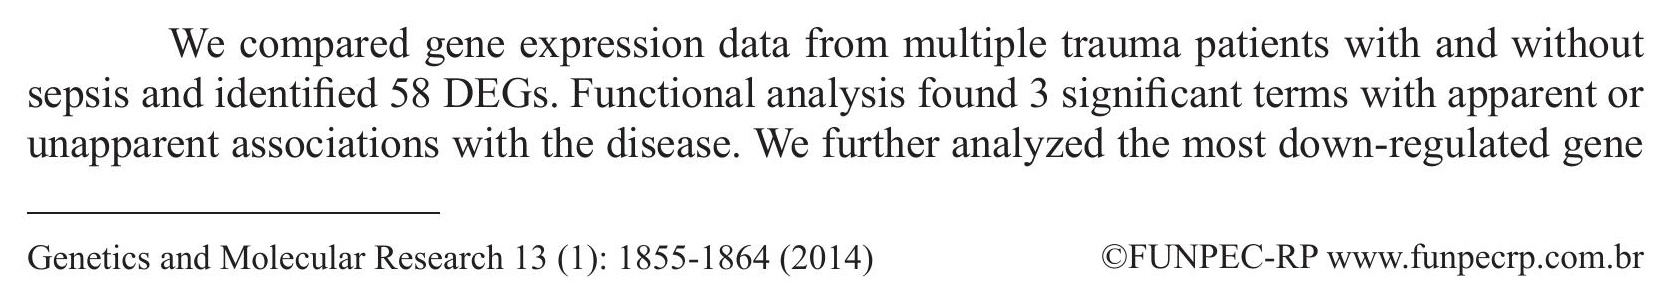 We compared gene expression data from multiple trauma patients with and without
sepsis and identified 58 DEGs. Functional analysis found 3 significant terms with apparent or
unapparent associations with the disease. We further analyzed the most down-regulated gene
Genetics and Molecular Research 13 (1): 1855-1864 (2014) ©FUNPEC-RP www.funpecrp.com.br